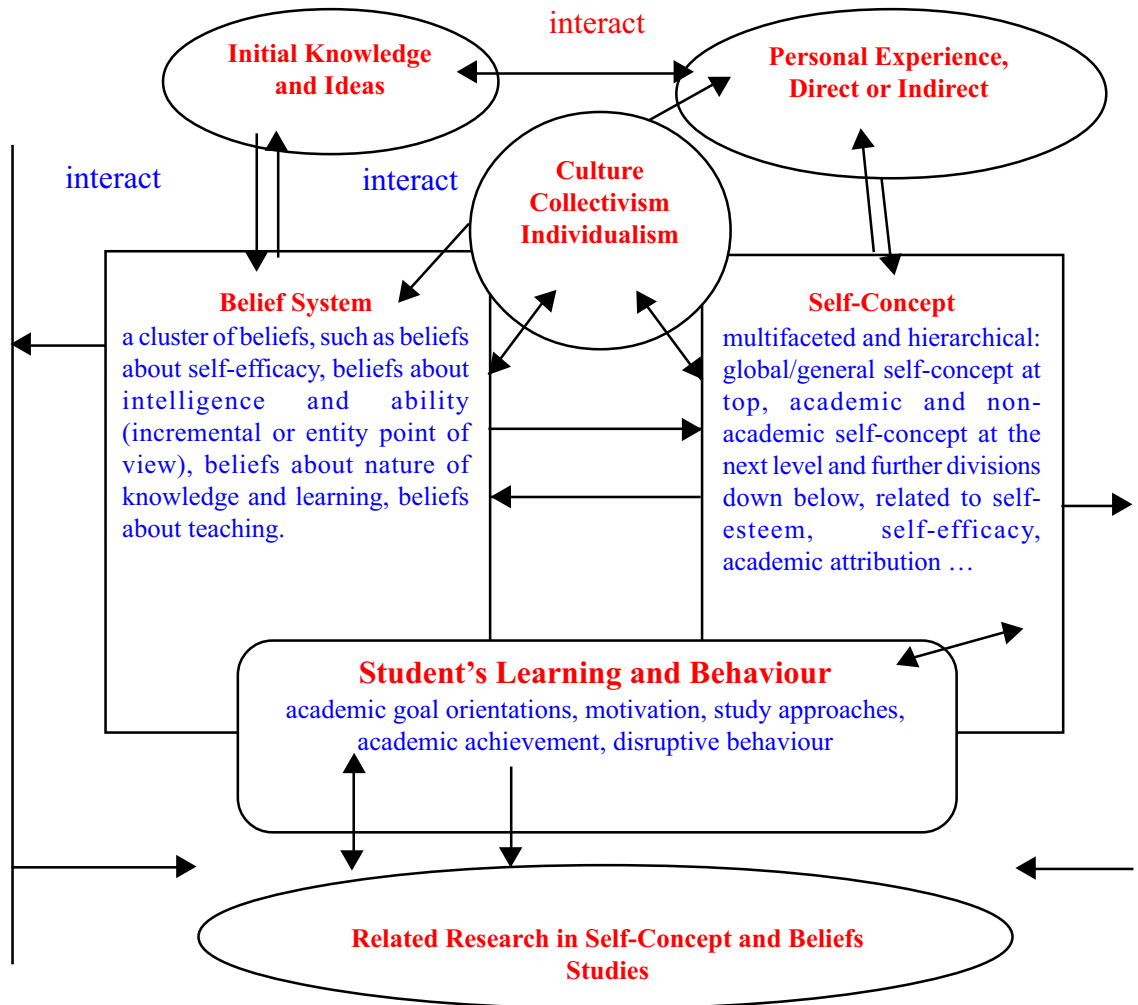 interact
Initial Knowledge
and Ideas
Personal Experience,
Direct or Indirect
interact
interact
Culture
Collectivism
Individualism
Belief System
a cluster of beliefs, such as beliefs
about self-efficacy, beliefs about
intelligence and ability
(incremental or entity point of
view), beliefs about nature of
knowledge and learning, beliefs
about teaching.
Self-Concept
multifaceted and hierarchical:
global/general self-concept at
top, academic and non-
academic self-concept at the
next level and further divisions
down below, related to self-
esteem, self-efficacy,
academic attribution …
Student’s Learning and Behaviour
academic goal orientations, motivation, study approaches,
academic achievement, disruptive behaviour
Related Research in Self-Concept and Beliefs
Studies